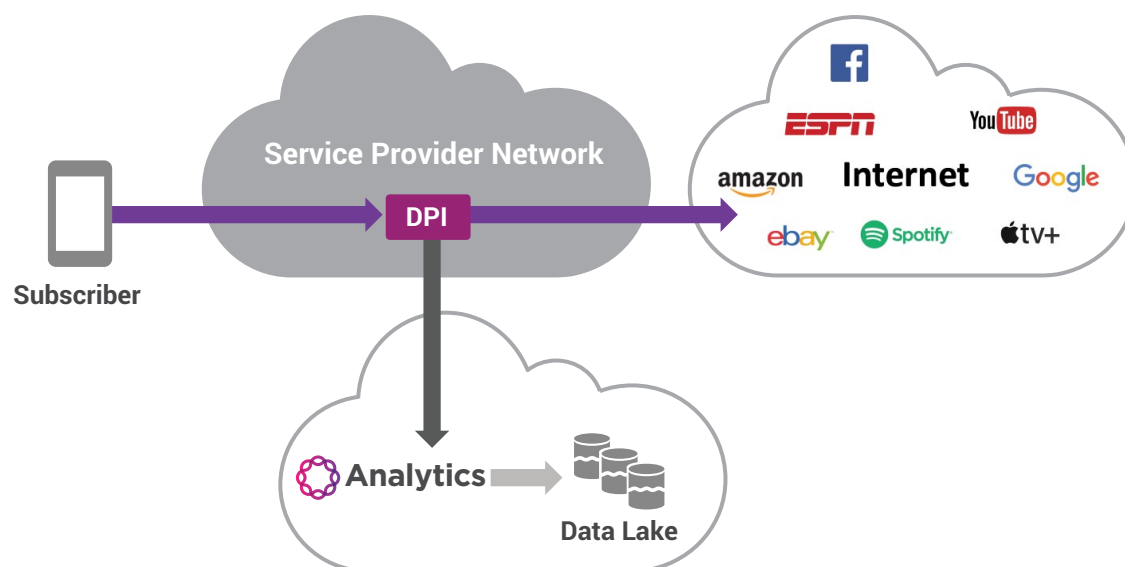 f
ESPN
YouTube
Service Provider Network
amazon
Internet
Google
DPI
ebay
Spotify
tv+
Subscriber
Analytics
Data Lake